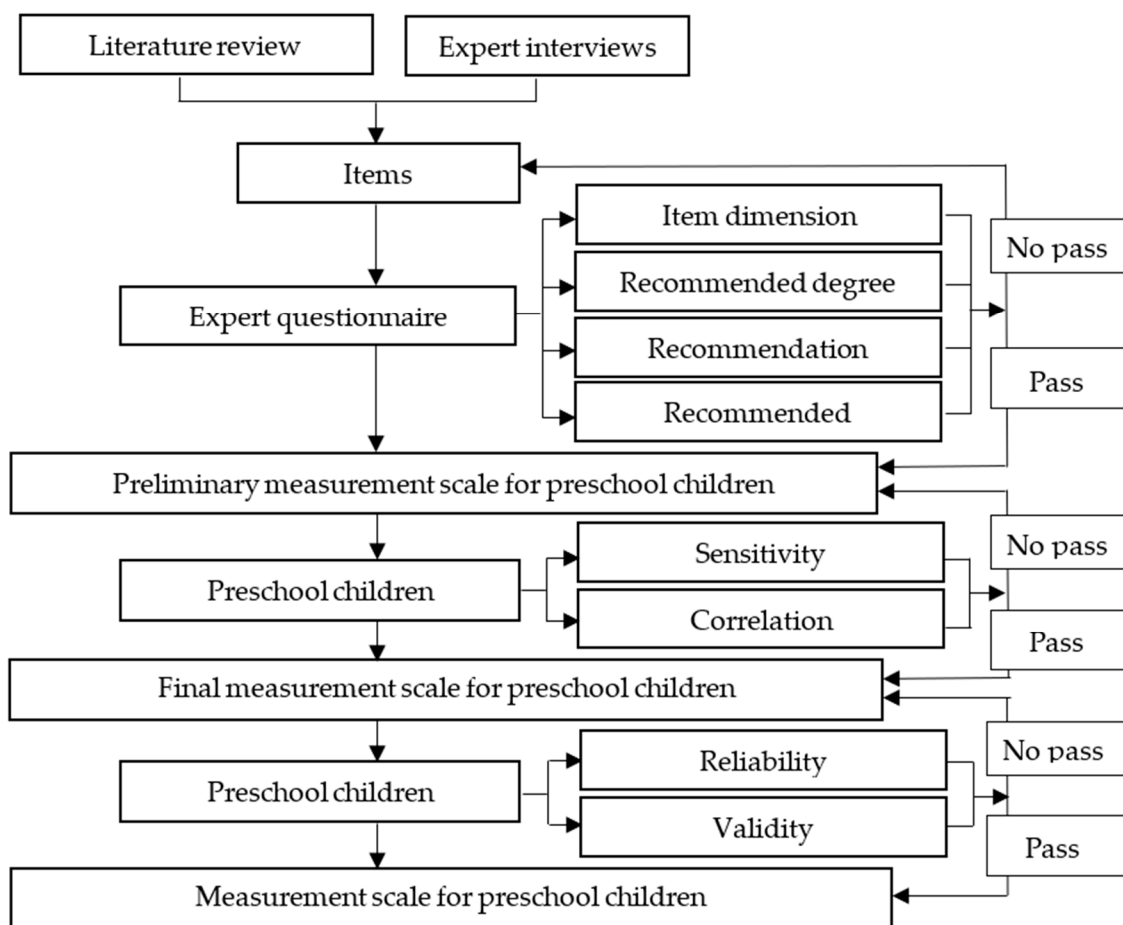 Literature review
Expert interviews
Items
Item dimension
No pass
Recommended degree
Expert questionnaire
Recommendation
Pass
Recommended
Preliminary measurement scale for preschool children
Sensitivity
No pass
Preschool children
Correlation
Pass
Final measurement scale for preschool children
Reliability
No pass
Preschool children
Validity
Pass
Measurement scale for preschool children